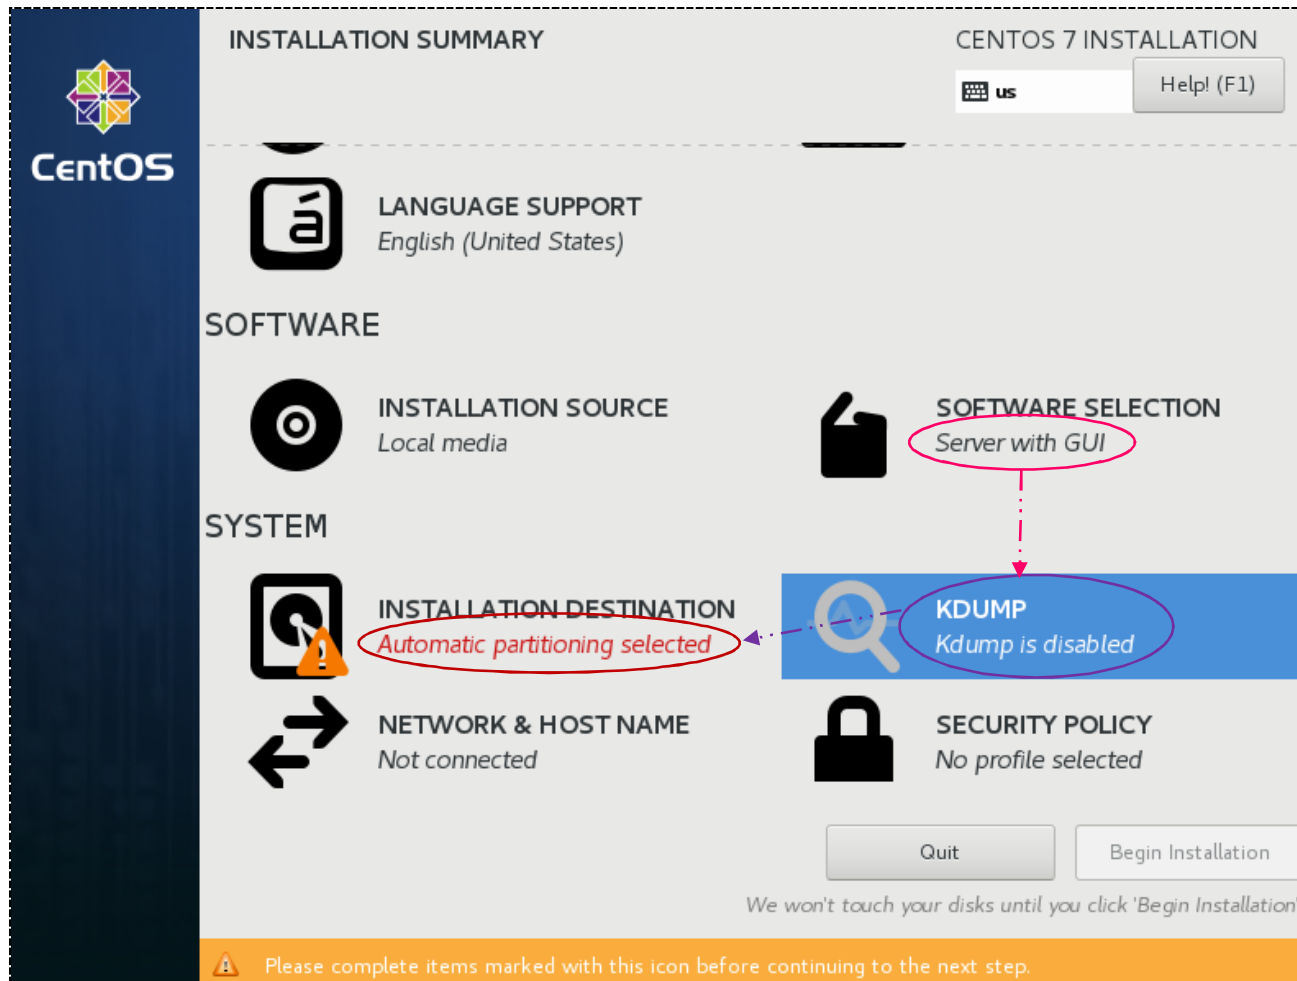 INSTALLATION SUMMARY
CENTOS 7 INSTALLATION
us
Help! (F1)
CentOS
á
LANGUAGE SUPPORT
English (United States)
SOFTWARE
INSTALLATION SOURCE
Local media
SOFTWARE SELECTION
Server with GUI
SYSTEM
INSTALLATION DESTINATION
Automatic partitioning selected
KDUMP
Kdump is disabled
NETWORK & HOST NAME
Not connected
SECURITY POLICY
No profile selected
Quit
Begin Installation
We won't touch your disks until you click 'Begin Installation'
Please complete items marked with this icon before continuing to the next step.